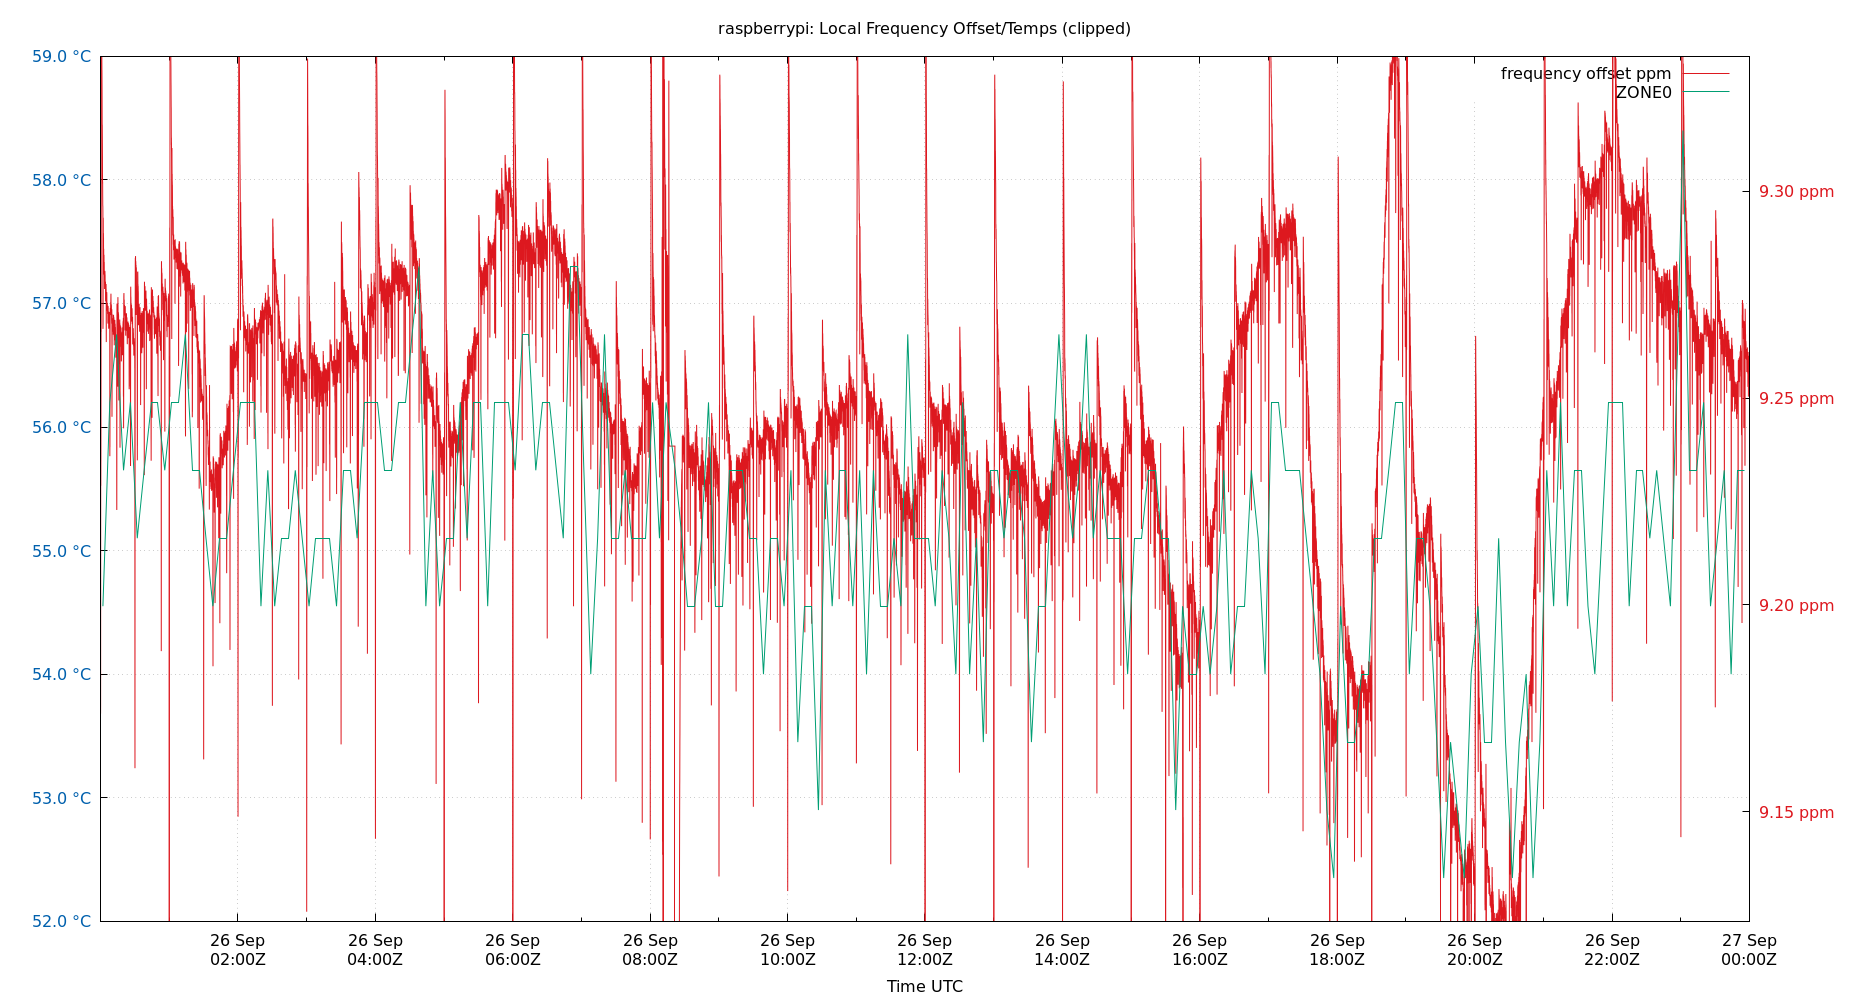 raspberrypi: Local Frequency Offset/Temps (clipped)
59.0 °C
58.0 °C
57.0 °C
56.0 °C
55.0 °C
54.0 °C
53.0 °C
52.0 °C
frequency offset ppm
ZONE0
9.30 ppm
9.25 ppm
9.20 ppm
9.15 ppm
26 Sep
02:00Z
26 Sep
04:00Z
26 Sep
06:00Z
26 Sep
08:00Z
26 Sep
10:00Z
26 Sep
12:00Z
26 Sep
14:00Z
26 Sep
16:00Z
26 Sep
18:00Z
26 Sep
20:00Z
26 Sep
22:00Z
27 Sep
00:00Z
Time UTC